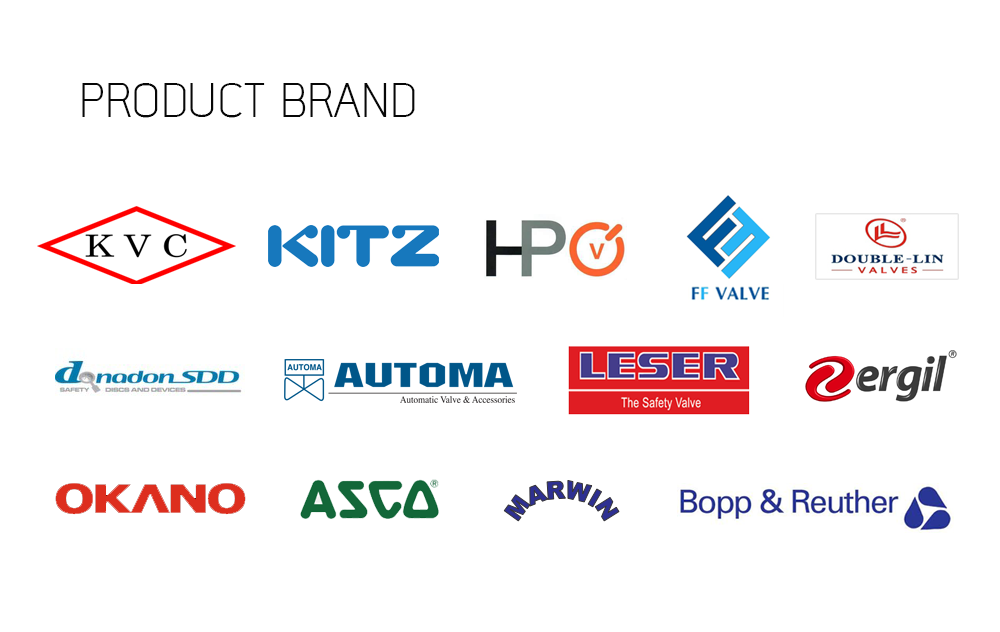 PRODUCT BRAND
KVC
KITZ
HPV
FF VALVE
® DOUBLE-LIN
VALVES
donadon SDD
SAFETY DISCS AND DEVICES
AUTOMA
AUTOMA
Automatic Valve & Accessories
LESER
The Safety Valve
ergil®
OKANO
ASCO®
MARWIN
Bopp & Reuther